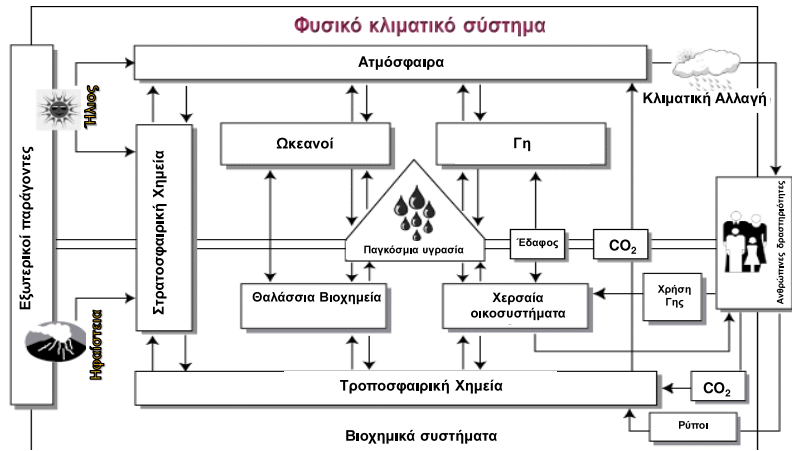 Φυσικό κλιματικό σύστημα
Ατμόσφαιρα
Κλιματική Αλλαγή
Εξωτερικοί παράγοντες
Ήλιος
Ηφαίστεια
Στρατοσφαιρική Χημεία
Ωκεανοί
Γη
Παγκόσμια υγρασία
Έδαφος
CO2
Ανθρώπινες δραστηριότητες
Θαλάσσια Βιοχημεία
Χερσαία
οικοσυστήματα
Χρήση
Γης
Τροποσφαιρική Χημεία
CO2
Ρύποι
Βιοχημικά συστήματα